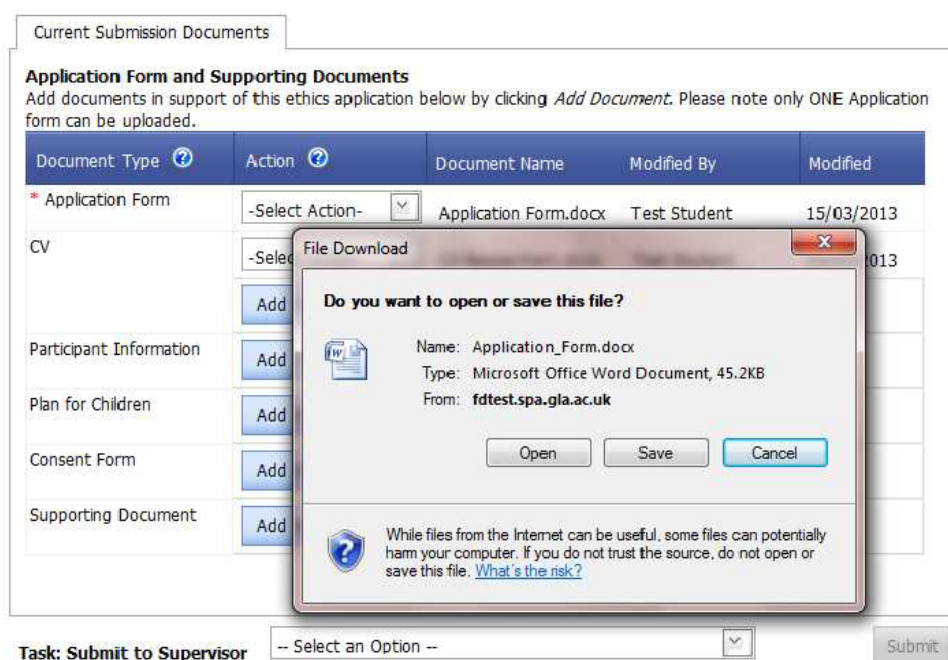 Current Submission Documents
Application Form and Supporting Documents
Add documents in support of this ethics application below by clicking Add Document. Please note only ONE Application
form can be uploaded.
Document Type Action Document Name Modified By Modified
* Application Form -Select Action- Application Form.docx Test Student 15/03/2013
CV -Selec 2013
Add
Participant Information Add
Plan for Children Add
Consent Form Add
Supporting Document Add
File Download
Do you want to open or save this file?
Name: Application_Form.docx
Type: Microsoft Office Word Document, 45.2KB
From: fdtest.spa.gla.ac.uk
Open Save Cancel
While files from the Internet can be useful, some files can potentially
harm your computer. If you do not trust the source, do not open or
save this file. What's the risk?
Task: Submit to Supervisor -- Select an Option -- Submit